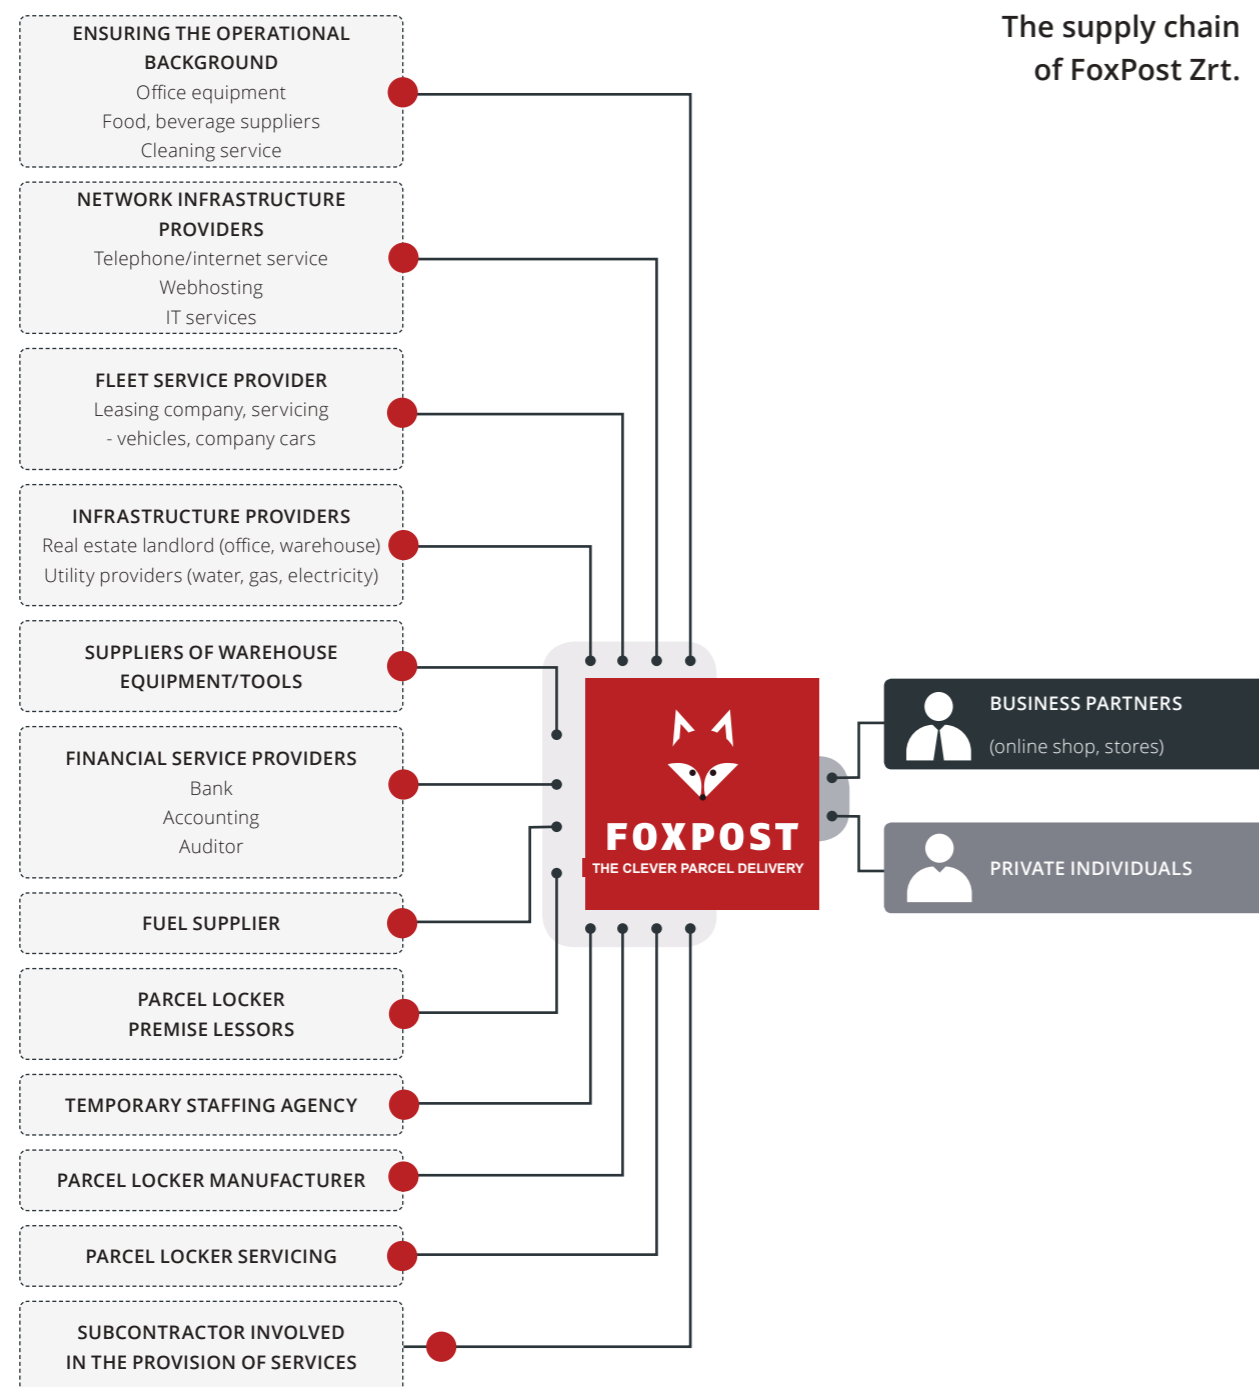 The supply chain
of FoxPost Zrt.
ENSURING THE OPERATIONAL
BACKGROUND
Office equipment
Food, beverage suppliers
Cleaning service
NETWORK INFRASTRUCTURE
PROVIDERS
Telephone/internet service
Webhosting
IT services
FLEET SERVICE PROVIDER
Leasing company, servicing
- vehicles, company cars
INFRASTRUCTURE PROVIDERS
Real estate landlord (office, warehouse)
Utility providers (water, gas, electricity)
SUPPLIERS OF WAREHOUSE
EQUIPMENT/TOOLS
FINANCIAL SERVICE PROVIDERS
Bank
Accounting
Auditor
FUEL SUPPLIER
PARCEL LOCKER
PREMISE LESSORS
TEMPORARY STAFFING AGENCY
PARCEL LOCKER MANUFACTURER
PARCEL LOCKER SERVICING
SUBCONTRACTOR INVOLVED
IN THE PROVISION OF SERVICES
FOXPOST
THE CLEVER PARCEL DELIVERY
BUSINESS PARTNERS
(online shop, stores)
PRIVATE INDIVIDUALS